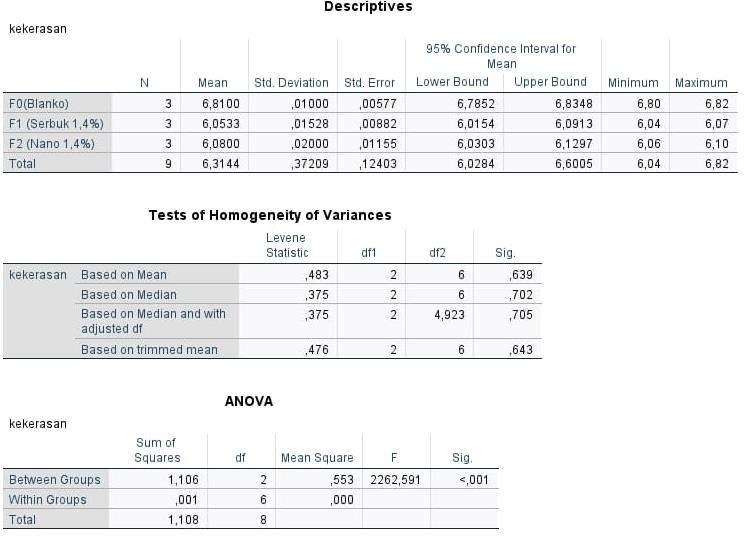 Descriptives
kekerasan
95% Confidence Interval for
Mean
N Mean Std. Deviation Std. Error Lower Bound Upper Bound Minimum Maximum
F0(Blanko) 3 6,8100 ,01000 ,00577 6,7852 6,8348 6,80 6,82
F1 (Serbuk 1,4%) 3 6,0533 ,01528 ,00882 6,0154 6,0913 6,04 6,07
F2 (Nano 1,4%) 3 6,0800 ,02000 ,01155 6,0303 6,1297 6,06 6,10
Total 9 6,3144 ,37209 ,12403 6,0284 6,6005 6,04 6,82
Tests of Homogeneity of Variances
Levene
Statistic df1 df2 Sig.
kekerasan Based on Mean ,483 2 6 ,639
Based on Median ,375 2 6 ,702
Based on Median and with
adjusted df ,375 2 4,923 ,705
Based on trimmed mean ,476 2 6 ,643
ANOVA
kekerasan
Sum of
Squares df Mean Square F Sig.
Between Groups 1,106 2 ,553 2262,591 <,001
Within Groups ,001 6 ,000
Total 1,108 8